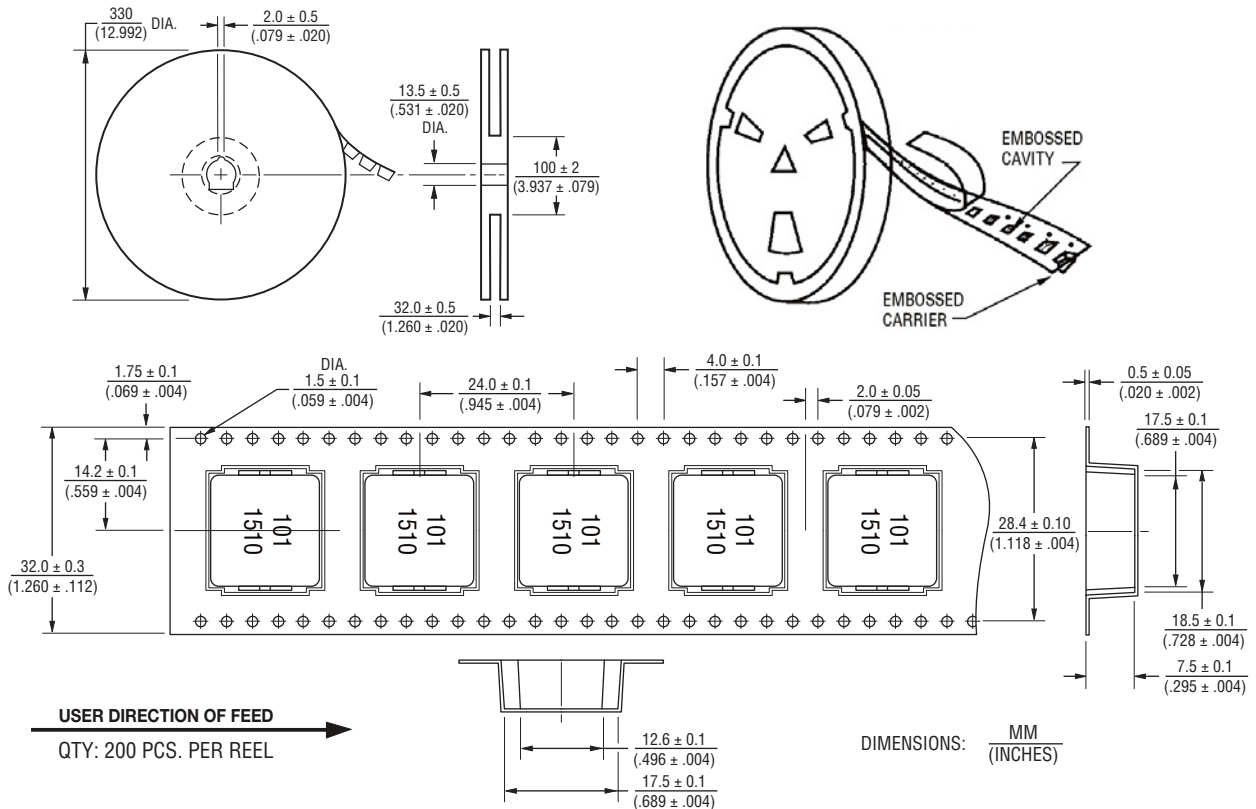 330
(12.992)
DIA.
2.0 ± 0.5
(.079 ± .020)
13.5 ± 0.5
(.531 ± .020)
DIA.
100 ± 2
(3.937 ± .079)
32.0 ± 0.5
(1.260 ± .020)
EMBOSSED
CAVITY
EMBOSSED
CARRIER
1.75 ± 0.1
(.069 ± .004)
DIA.
1.5 ± 0.1
(.059 ± .004)
24.0 ± 0.1
(.945 ± .004)
4.0 ± 0.1
(.157 ± .004)
2.0 ± 0.05
(.079 ± .002)
0.5 ± 0.05
(.020 ± .002)
17.5 ± 0.1
(.689 ± .004)
14.2 ± 0.1
(.559 ± .004)
32.0 ± 0.3
(1.260 ± .112)
101
1510
101
1510
101
1510
101
1510
101
1510
28.4 ± 0.10
(1.118 ± .004)
18.5 ± 0.1
(.728 ± .004)
7.5 ± 0.1
(.295 ± .004)
USER DIRECTION OF FEED
QTY: 200 PCS. PER REEL
12.6 ± 0.1
(.496 ± .004)
17.5 ± 0.1
(.689 ± .004)
DIMENSIONS:
MM
(INCHES)